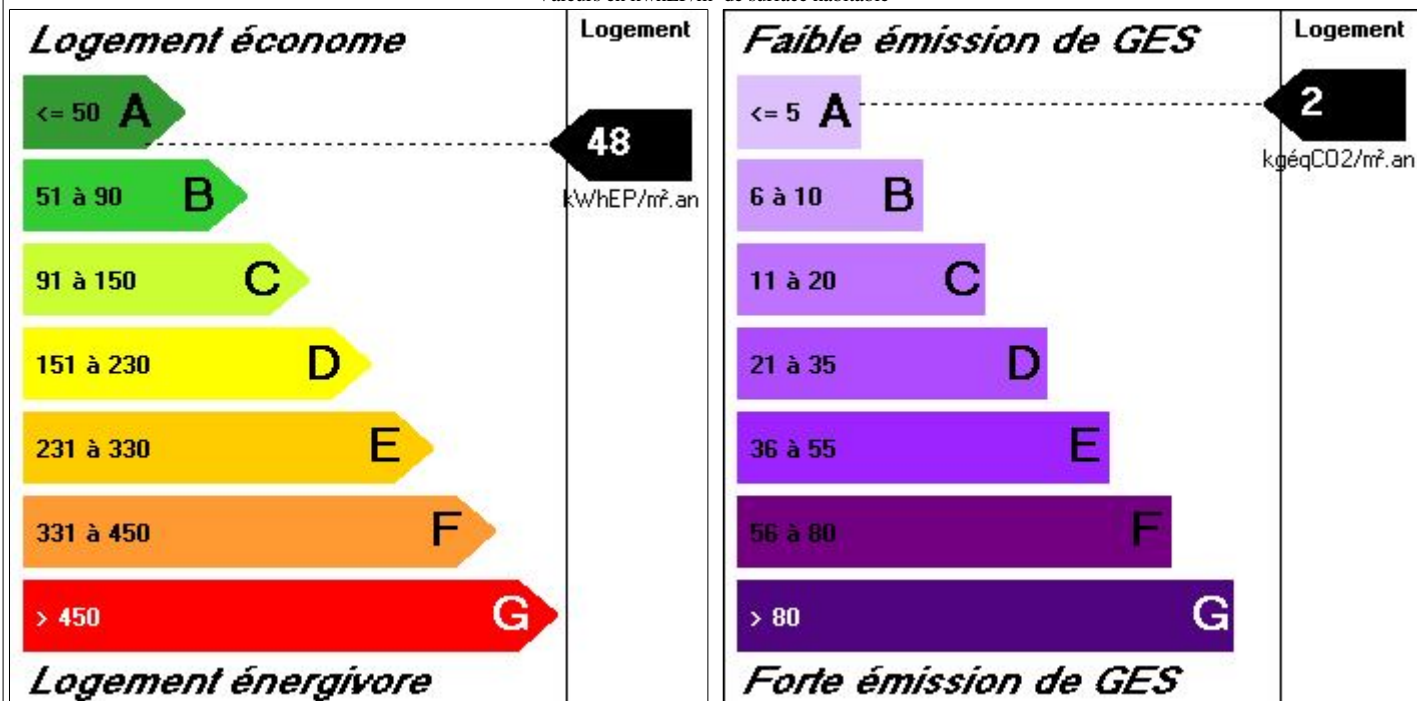 Logement économe
Logement
<= 50 A
48
kWhEP/m².an
51 à 90 B
91 à 150 C
151 à 230 D
231 à 330 E
331 à 450 F
> 450 G
Logement énergivore
Faible émission de GES
Logement
<= 5 A
2
kgéqCO2/m².an
6 à 10 B
11 à 20 C
21 à 35 D
36 à 55 E
56 à 80 F
> 80 G
Forte émission de GES